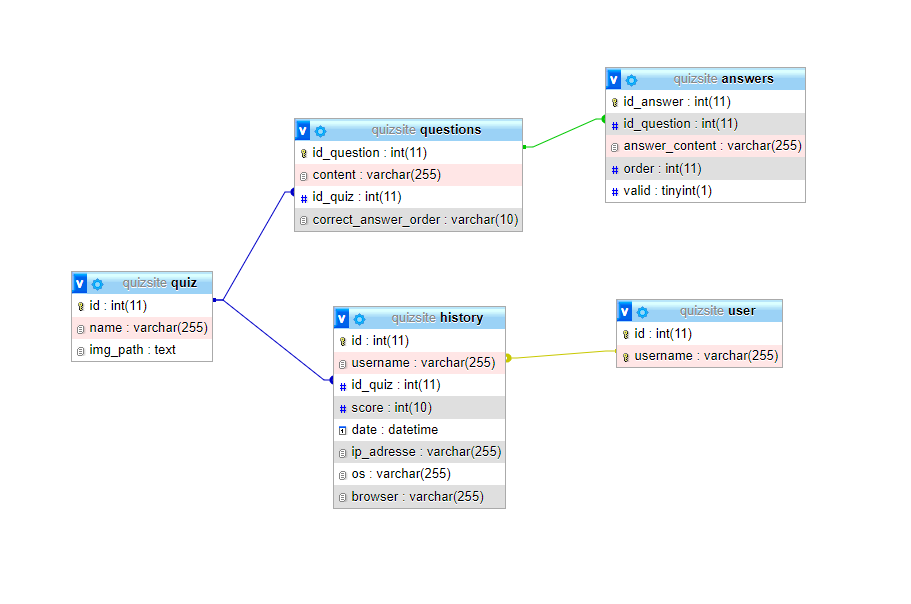 v quizsite answers
id_answer : int(11)
# id_question : int(11)
answer_content : varchar(255)
# order : int(11)
# valid : tinyint(1)
v quizsite questions
id_question : int(11)
content : varchar(255)
# id_quiz : int(11)
correct_answer_order : varchar(10)
v quizsite quiz
id : int(11)
name : varchar(255)
img_path : text
v quizsite history
id : int(11)
username : varchar(255)
# id_quiz : int(11)
# score : int(10)
date : datetime
ip_adresse : varchar(255)
os : varchar(255)
browser : varchar(255)
v quizsite user
id : int(11)
username : varchar(255)